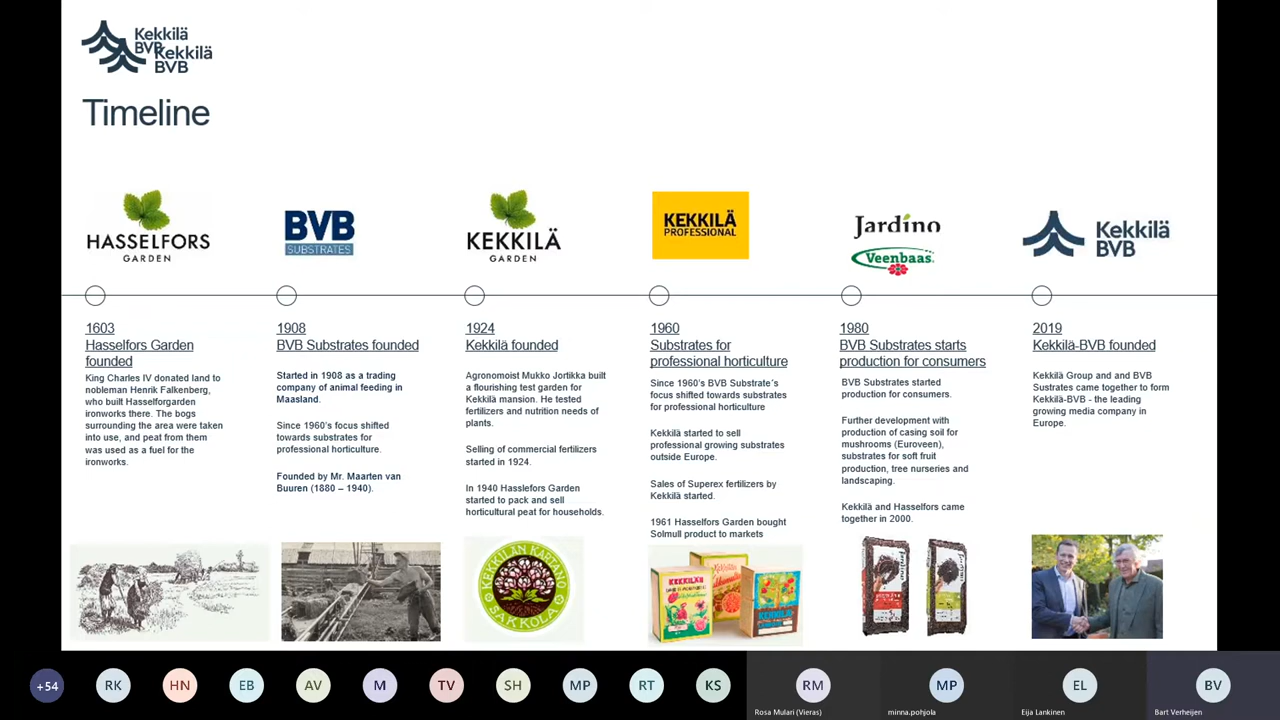 Kekkilä
BVB
Kekkilä
BVB
Timeline
HASSELFORS
GARDEN
BVB
SUBSTRATES
KEKKILÄ
GARDEN
KEKKILÄ
PROFESSIONAL
Jardino
Veenbaas
Kekkilä
BVB
1603
Hasselfors Garden
founded
King Charles IV donated land to
nobleman Henrik Falkenberg,
who built Hasselforgarden
ironworks there. The bogs
surrounding the area were taken
into use, and peat from them
was used as a fuel for the
ironworks.
1908
BVB Substrates founded
Started in 1908 as a trading
company of animal feeding in
Maasland.
Since 1960's focus shifted
towards substrates for
professional horticulture.
Founded by Mr. Maarten van
Buuren (1880 – 1940).
1924
Kekkilä founded
Agronomoist Mukko Jortikka built
a flourishing test garden for
Kekkilä mansion. He tested
fertilizers and nutrition needs of
plants.
Selling of commercial fertilizers
started in 1924.
In 1940 Hasslefors Garden
started to pack and sell
horticultural peat for households.
1960
Substrates for
professional horticulture
Since 1960's BVB Substrate´s
focus shifted towards substrates
for professional horticulture
Kekkilä started to sell
professional growing substrates
outside Europe.
Sales of Superex fertilizers by
Kekkilä started.
1961 Hasselfors Garden bought
Solmull product to markets
1980
BVB Substrates starts
production for consumers
BVB Substrates started
production for consumers.
Further development with
production of casing soil for
mushrooms (Euroveen),
substrates for soft fruit
production, tree nurseries and
landscaping.
Kekkilä and Hasselfors came
together in 2000.
2019
Kekkilä-BVB founded
Kekkilä Group and and BVB
Sustrates came together to form
Kekkilä-BVB - the leading
growing media company in
Europe.
KEKKILÄN KARTANO
SAKKOLA
KEKKILÄN
KEKKILÄ
+54
RK
HN
EB
AV
M
TV
SH
MP
RT
KS
RM
MP
EL
BV
Rosa Mulari (Vieras)
minna.pohjola
Eija Lankinen
Bart Verheijen